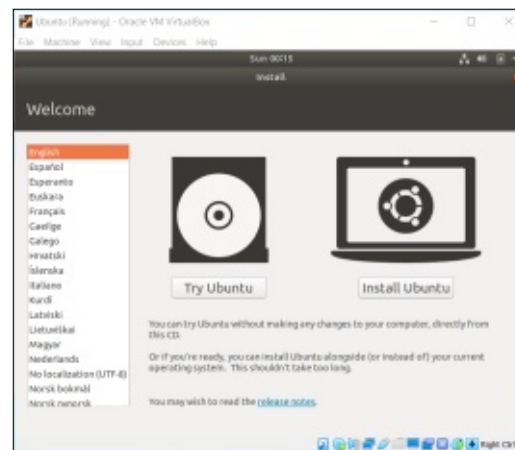 Ubuntu [Running] - Oracle VM VirtualBox
File Machine View Input Devices Help
Sun 00:15
Install
Welcome
English
Español
Esperanto
Euskara
Français
Gaeilge
Galego
Hrvatski
Íslenska
Italiano
Kurdî
Latviski
Lietuviškai
Magyar
Nederlands
No localization (UTF-8)
Norsk bokmål
Norsk nynorsk
Try Ubuntu
Install Ubuntu
You can try Ubuntu without making any changes to your computer, directly from
this CD.
Or if you're ready, you can install Ubuntu alongside (or instead of) your current
operating system. This shouldn't take too long.
You may wish to read the release notes.
Right Ctrl